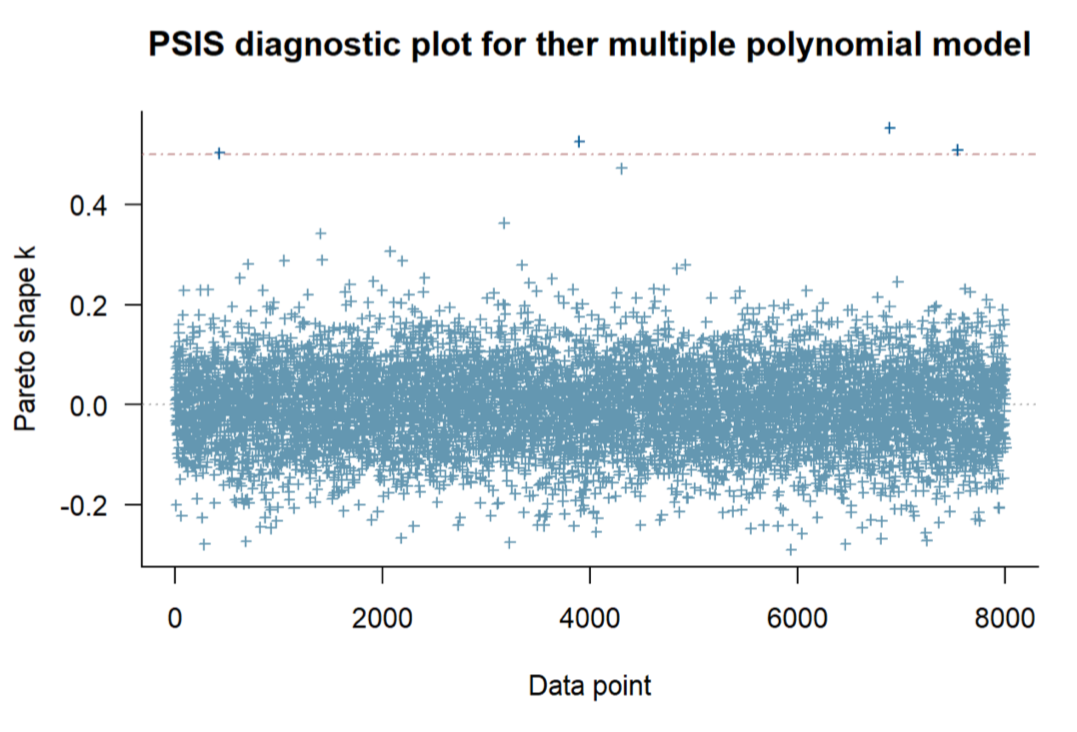 PSIS diagnostic plot for ther multiple polynomial model
0.4
0.2
0.0
-0.2
Pareto shape k
0 2000 4000 6000 8000
Data point